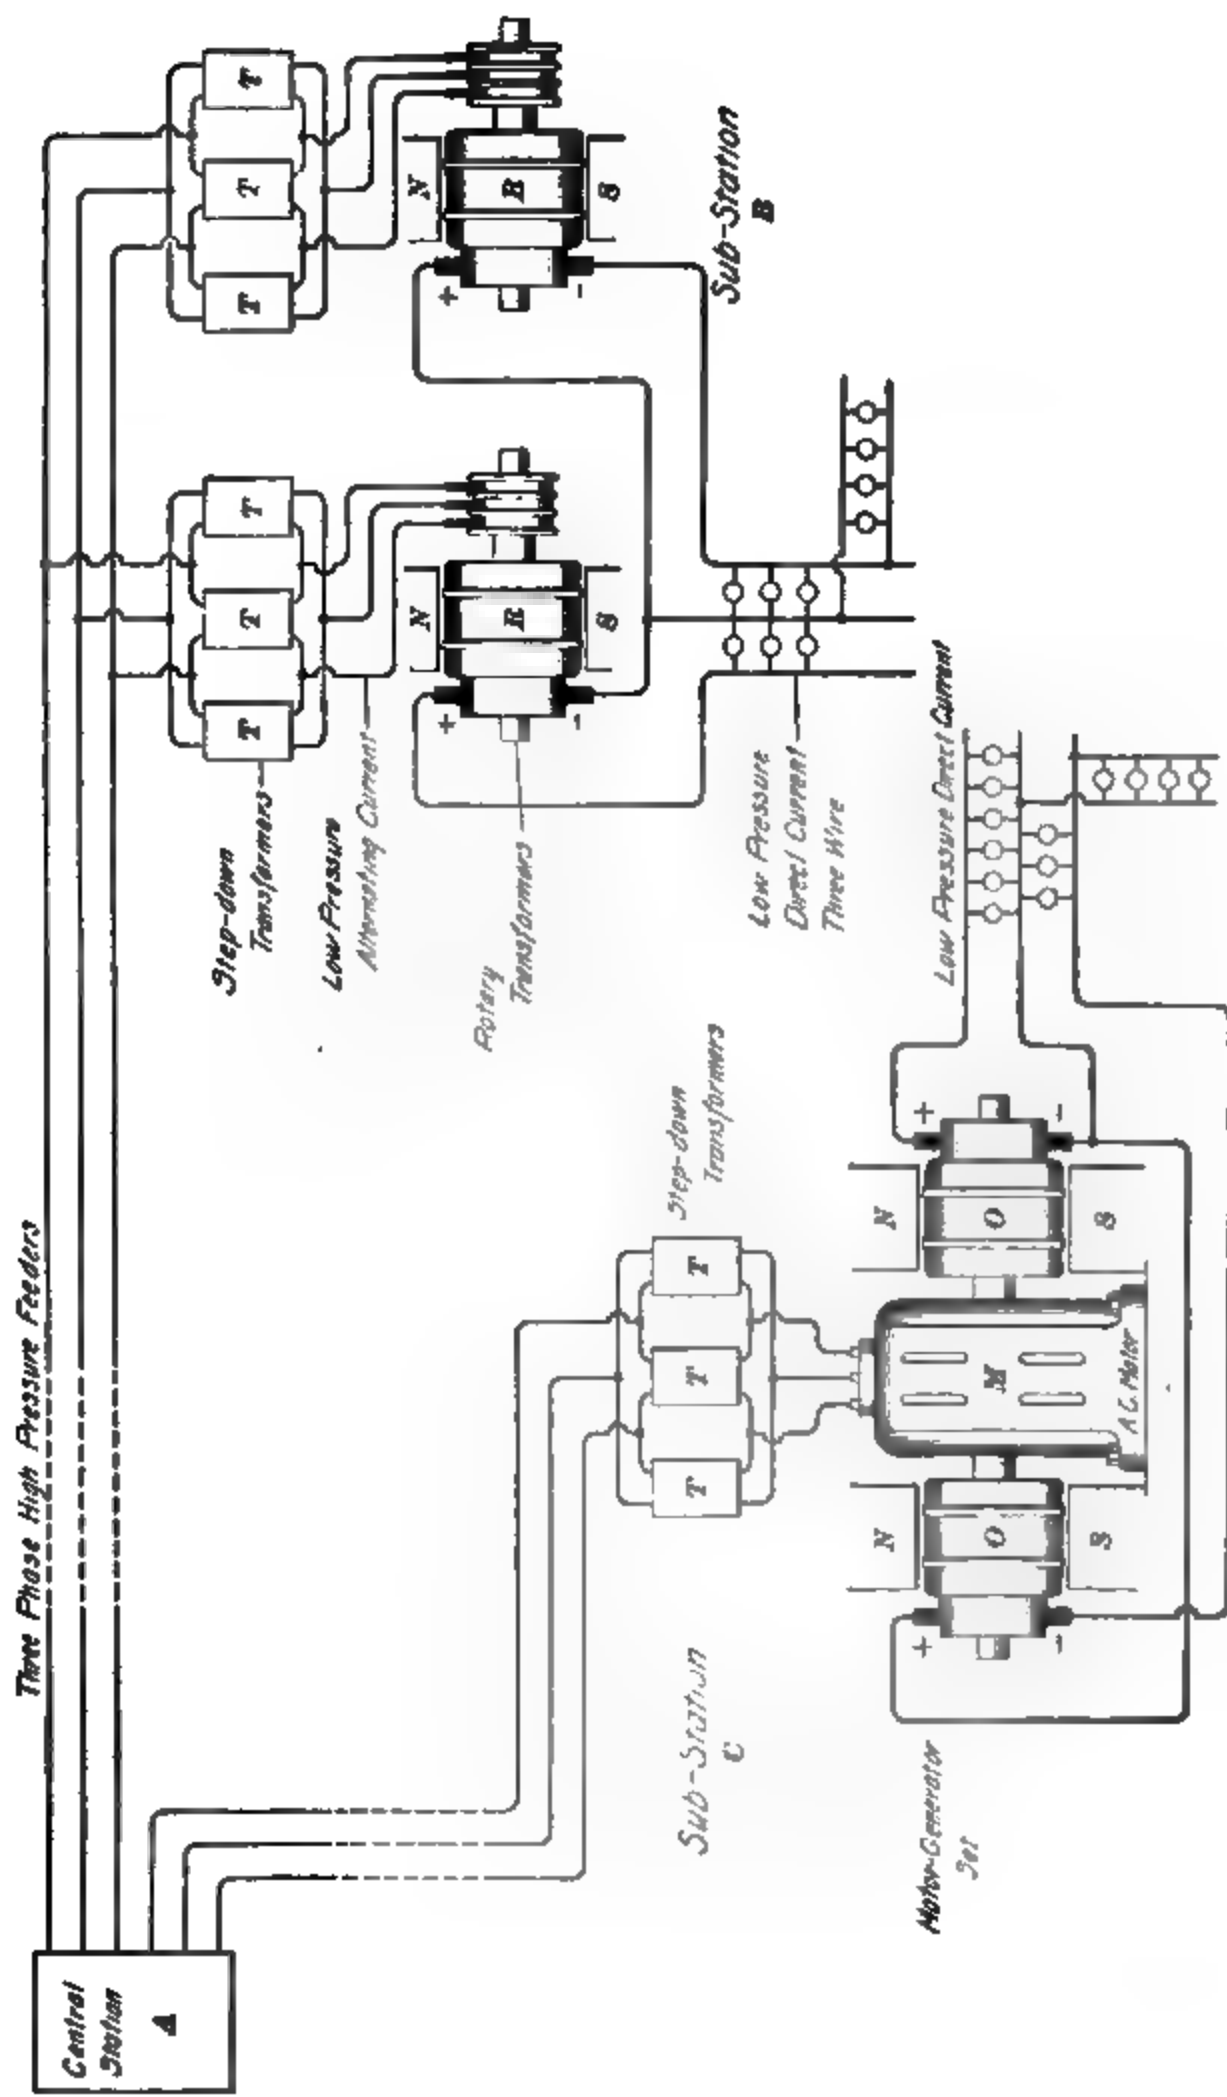 Three Phase High Pressure Feeders
Central
Station
A
T
T
T
T
T
T
Step-down
Transformers
Low Pressure
Alternating Current
Rotary
Transformers
N
R
S
+
-
N
R
S
+
-
Sub-Station
B
Low Pressure
Direct Current
Three Wire
Step-down
Transformers
T
T
T
Sub-Station
C
Low Pressure Direct Current
N
O
S
+
-
M
A.C. Motor
N
O
S
+
-
Motor-Generator
Set